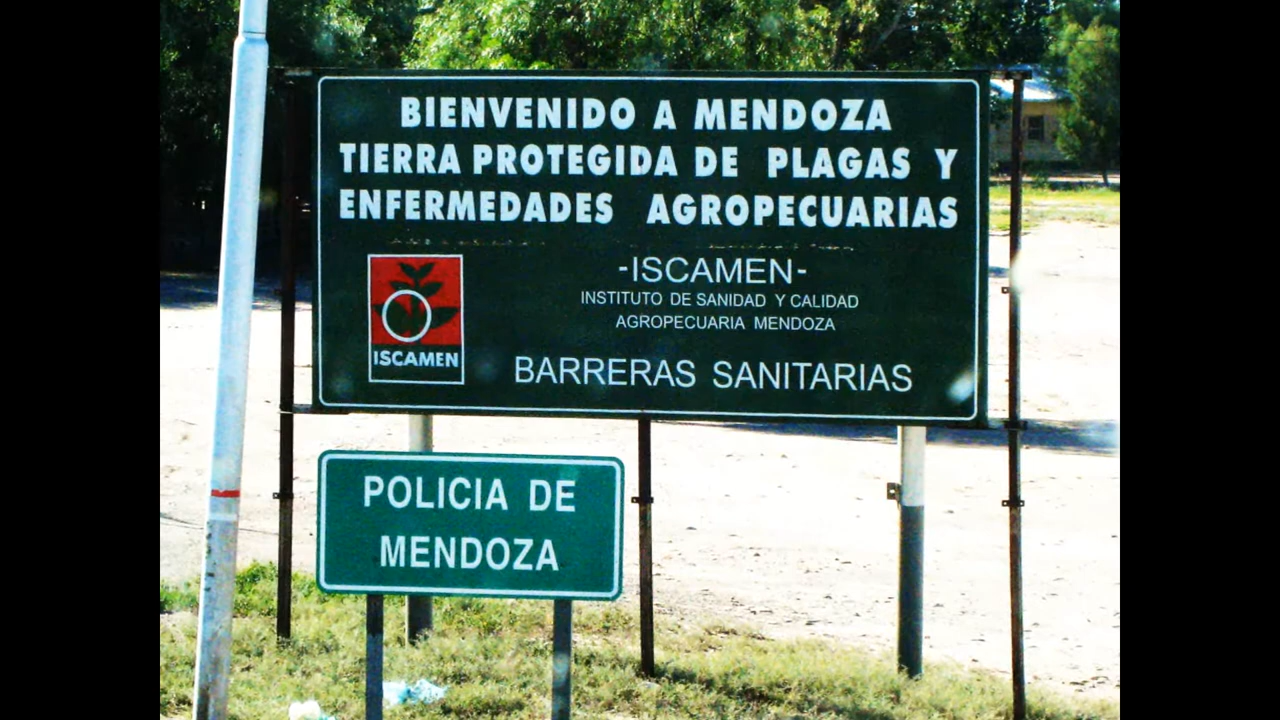 BIENVENIDO A MENDOZA
TIERRA PROTEGIDA DE PLAGAS Y
ENFERMEDADES AGROPECUARIAS
-ISCAMEN-
INSTITUTO DE SANIDAD Y CALIDAD
AGROPECUARIA MENDOZA
ISCAMEN
BARRERAS SANITARIAS
POLICIA DE
MENDOZA